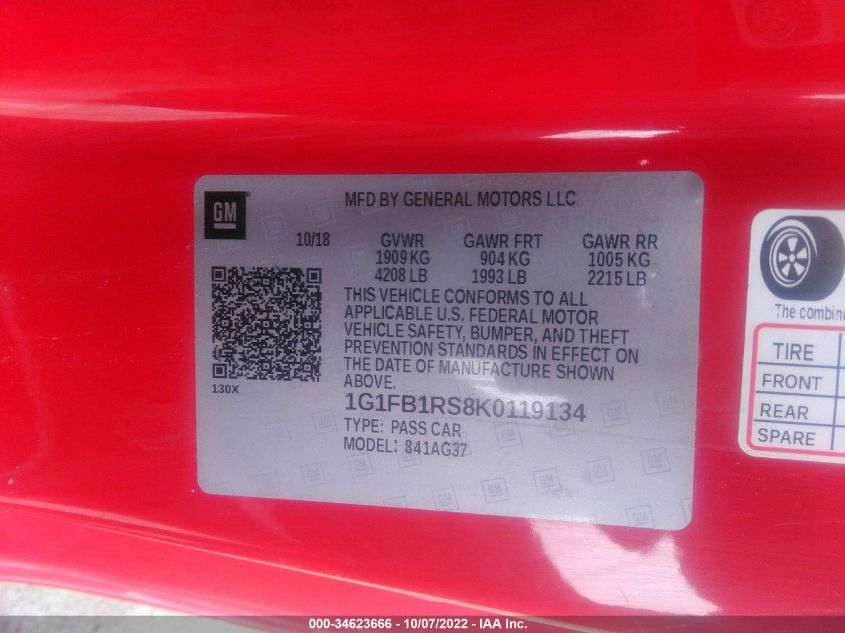 GM
MFD BY GENERAL MOTORS LLC
10/18 GVWR GAWR FRT GAWR RR
1909 KG 904 KG 1005 KG
4208 LB 1993 LB 2215 LB
THIS VEHICLE CONFORMS TO ALL
APPLICABLE U.S. FEDERAL MOTOR
VEHICLE SAFETY, BUMPER, AND THEFT
PREVENTION STANDARDS IN EFFECT ON
THE DATE OF MANUFACTURE SHOWN
ABOVE.
130X
1G1FB1RS8K0119134
TYPE: PASS CAR
MODEL: 841AG37
The combine
TIRE
FRONT
REAR
SPARE
000-34623666 - 10/07/2022 - IAA Inc.